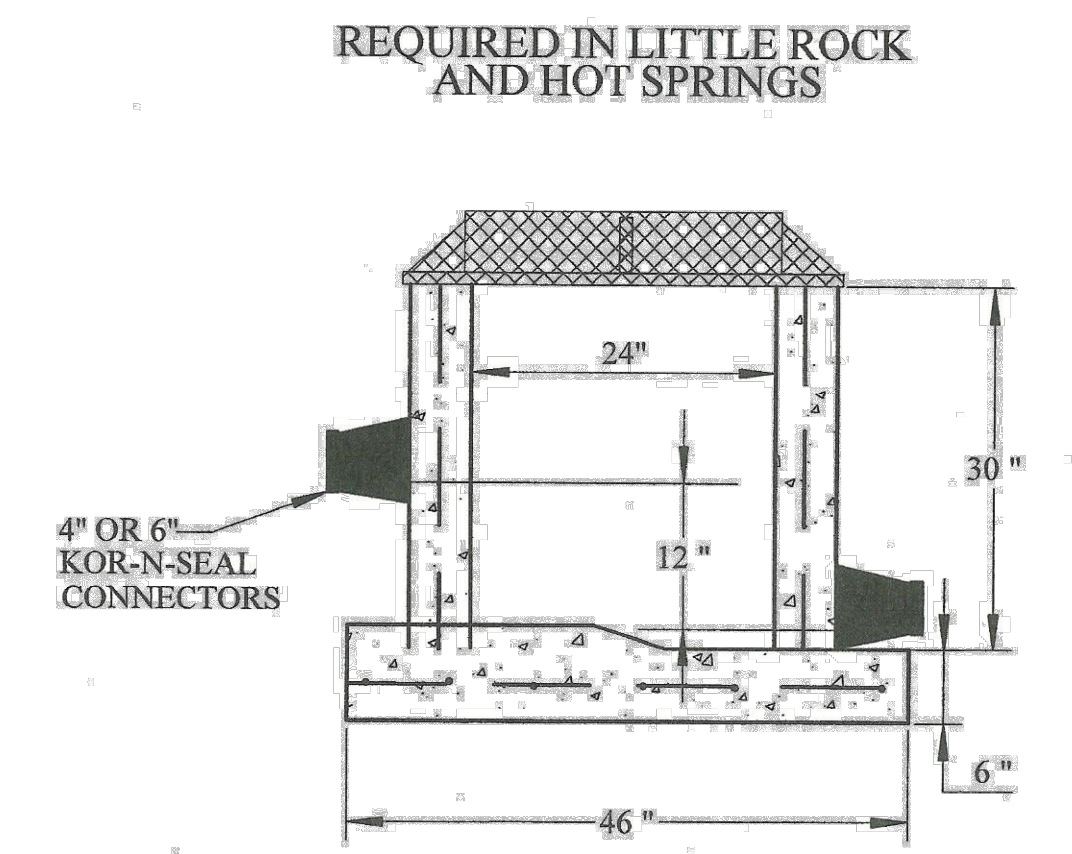 REQUIRED IN LITTLE ROCK
AND HOT SPRINGS
24"
30 "
4" OR 6"
KOR-N-SEAL
CONNECTORS
12 "
6 "
46 "